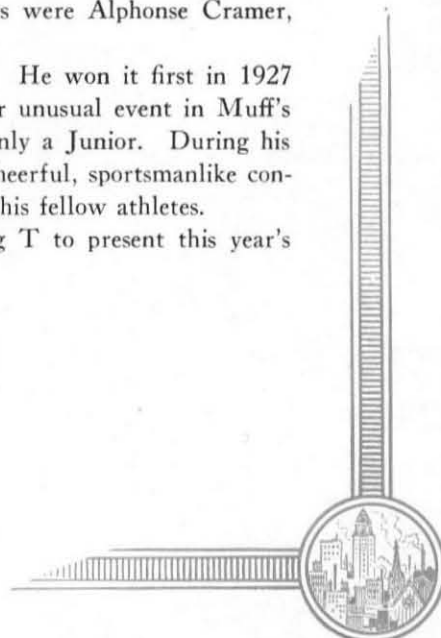 s were Alphonse Cramer,
He won it first in 1927
r unusual event in Muff's
nly a Junior. During his
heerful, sportsmanlike con-
his fellow athletes.
g T to present this year's